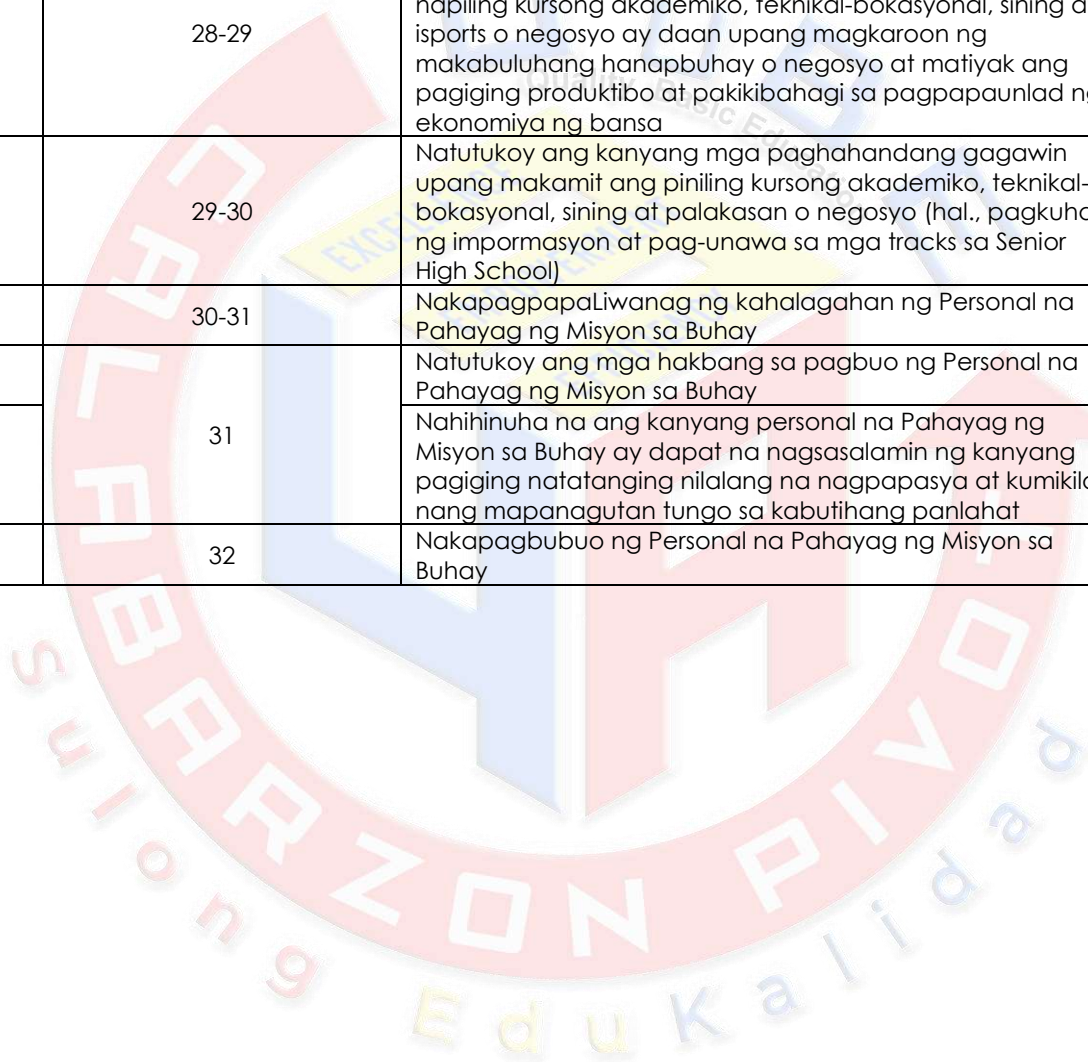 napiling kursong akademiko, teknikal-bokasyonal, sining
28-29
isports o negosyo ay daan upang magkaroon ng
makabuluhang hanapbuhay o negosyo at matiyak ang
pagiging produktibo at pakikibahagi sa pagpapaunlad
ekonomiya ng bansa
29-30
Natutukoy ang kanyang mga paghahandang gagawin
upang makamit ang piniling kursong akademiko, teknikal-
bokasyonal, sining at palakasan o negosyo (hal.,
ng impormasyon at pag-unawa sa mga tracks sa Senior
High School)
30-31
NakapagpapaLiwanag ng kahalagahan ng Personal na
Pahayag ng Misyon sa Buhay
31
Natutukoy ang mga hakbang sa pagbuo ng Personal na
Pahayag ng Misyon sa Buhay
Nahihinuha na ang kanyang personal na Pahayag ng
Misyon sa Buhay ay dapat na nagsasalamin ng kanyang
pagiging natatanging nilalang na nagpapasya at
nang mapanagutan tungo sa kabutihang panlahat
32
Nakapagbubuo ng Personal na Pahayag ng Misyon sa
Buhay
Quality Basic Education
EXCELLENCE
CALABARZON PIVO
Sulong EduKalidad